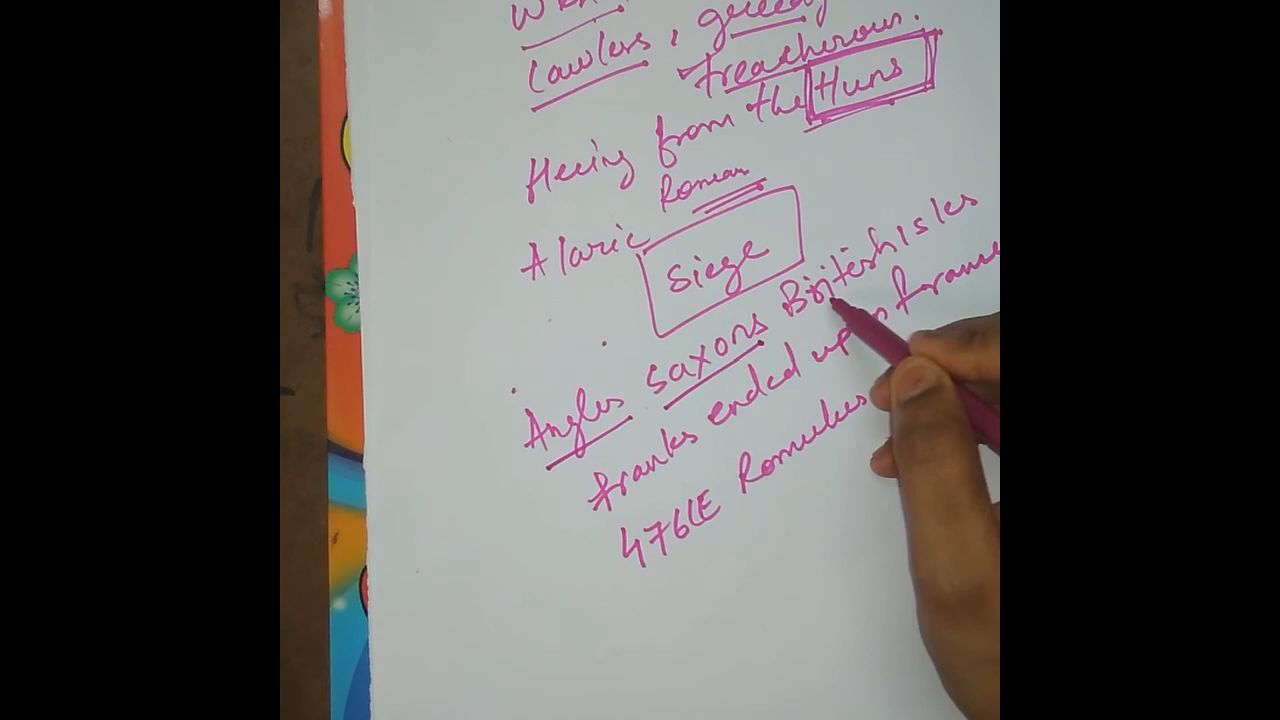 Lawless, greedy
treacherous.
fleeing from the Huns
Roman
Alaric siege
Angles saxons British isles
franks ended up in france
476CE Romulus